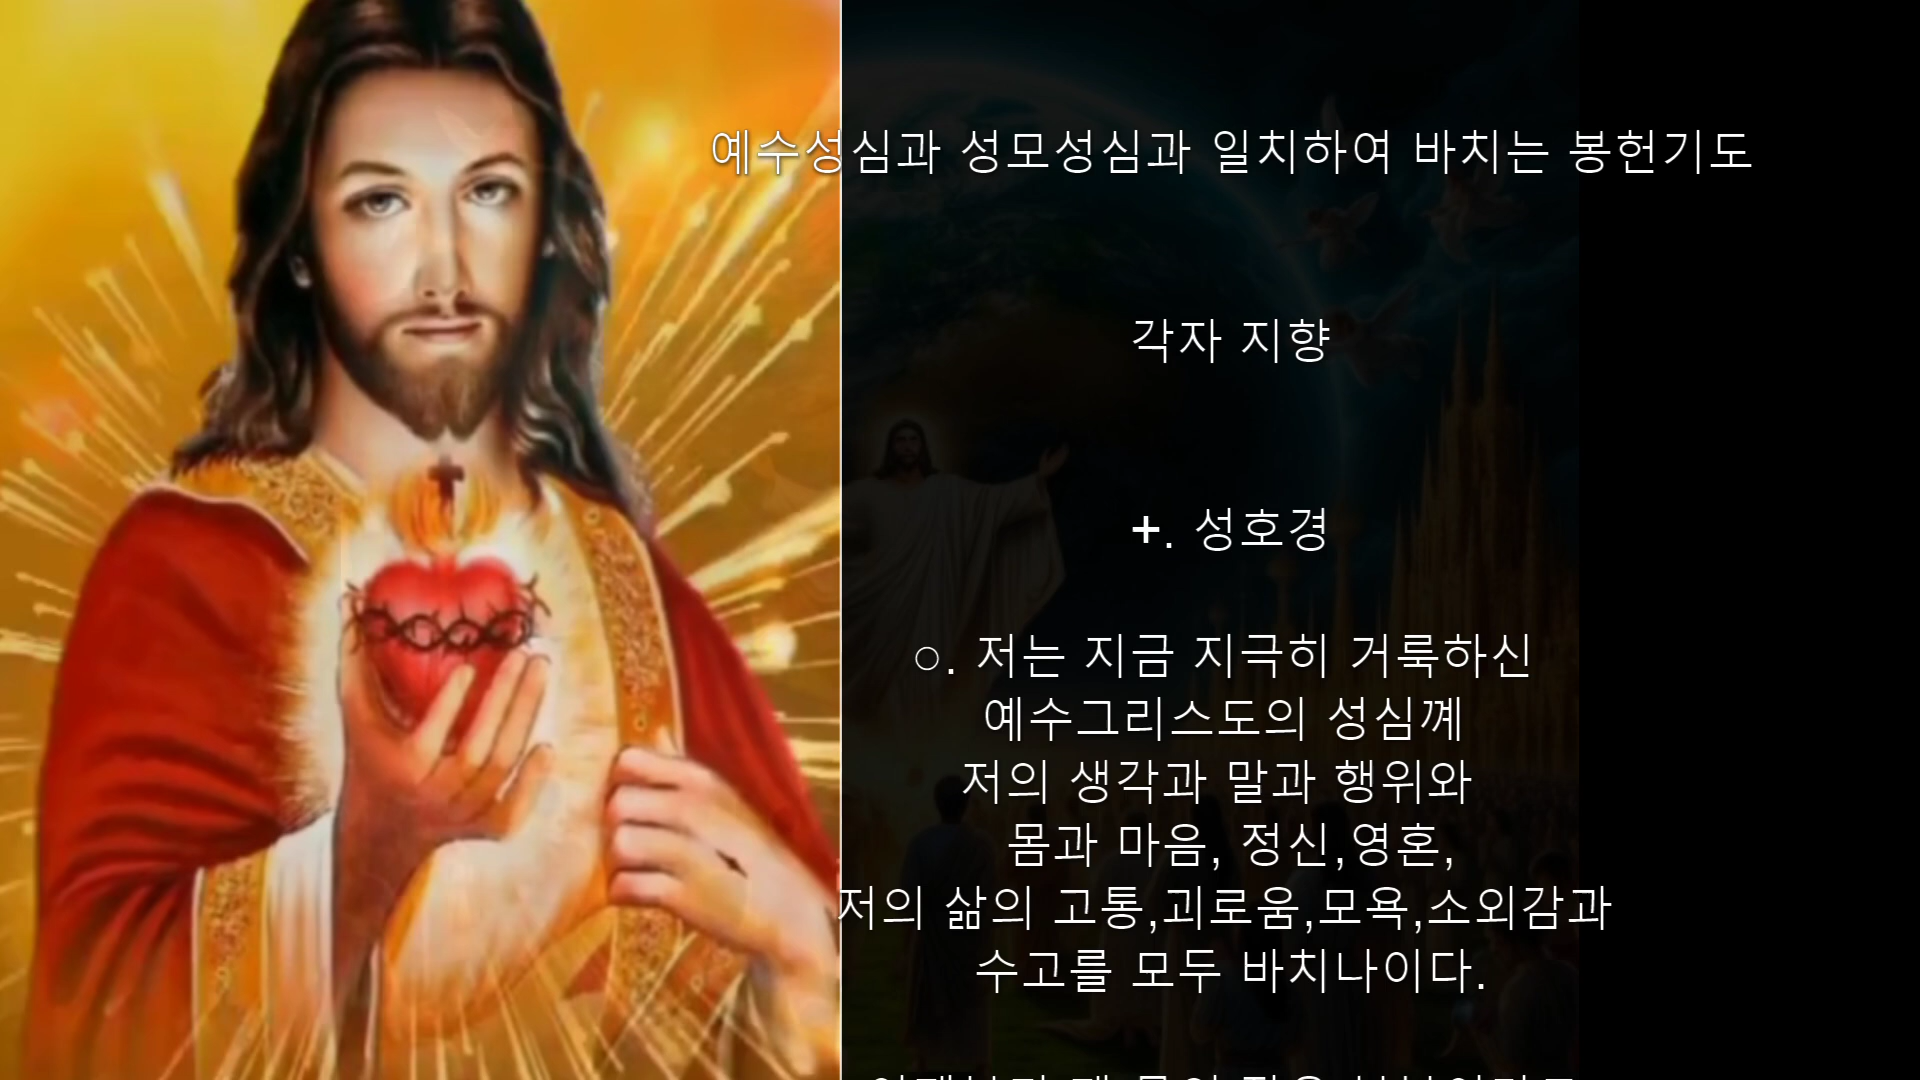 예수성심과 성모성심과 일치하여 바치는 봉헌기도
각자 지향
+. 성호경
○. 저는 지금 지극히 거룩하신
예수그리스도의 성심꼐
저의 생각과 말과 행위와
몸과 마음, 정신,영혼,
저의 삶의 고통,괴로움,모욕,소외감과
수고를 모두 바치나이다.